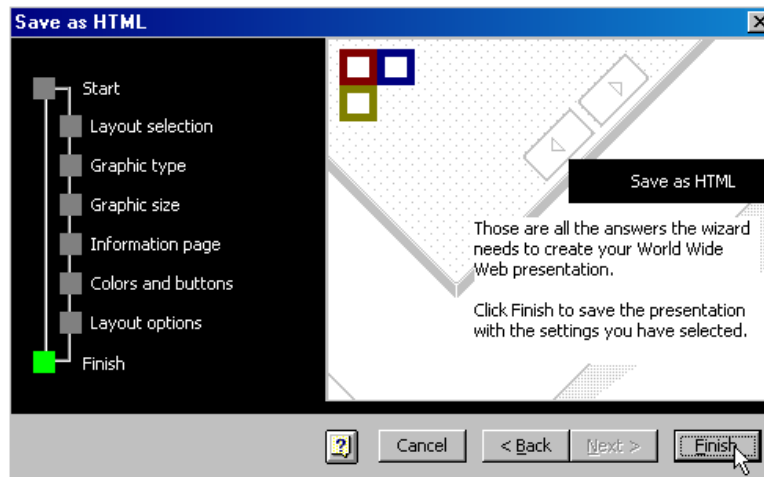 Save as HTML
Start
Layout selection
Graphic type
Graphic size
Information page
Colors and buttons
Layout options
Finish
Save as HTML
Those are all the answers the wizard
needs to create your World Wide
Web presentation.
Click Finish to save the presentation
with the settings you have selected.
? Cancel < Back Next > Finish